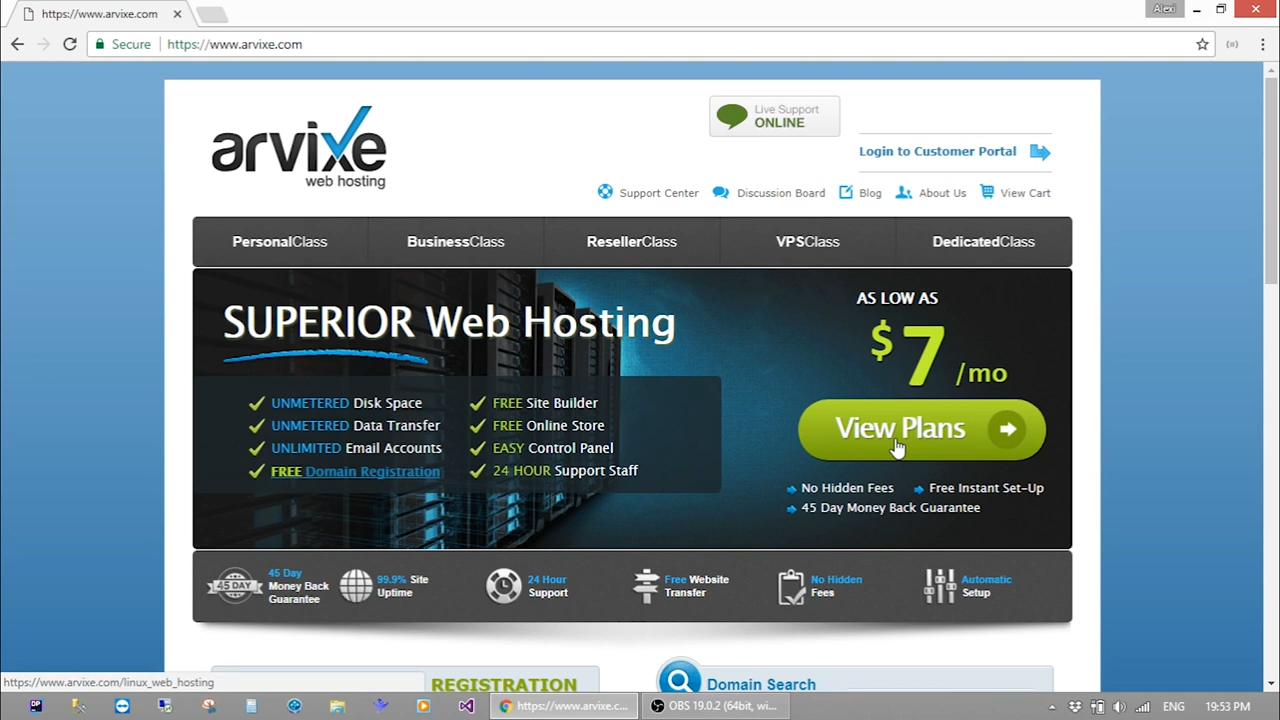 https://www.arvixe.com
Alexi
Secure
https://www.arvixe.com
arvixe
web hosting
Live Support
ONLINE
Login to Customer Portal
Support Center
Discussion Board
Blog
About Us
View Cart
PersonalClass
BusinessClass
ResellerClass
VPSClass
DedicatedClass
SUPERIOR Web Hosting
UNMETERED Disk Space
UNMETERED Data Transfer
UNLIMITED Email Accounts
FREE Domain Registration
FREE Site Builder
FREE Online Store
EASY Control Panel
24 HOUR Support Staff
AS LOW AS
$7/mo
View Plans
No Hidden Fees
Free Instant Set-Up
45 Day Money Back Guarantee
45 DAY
45 Day
Money Back
Guarantee
99.9% Site
Uptime
24 Hour
Support
Free Website
Transfer
No Hidden
Fees
Automatic
Setup
REGISTRATION
Domain Search
https://www.arvixe.com/linux_web_hosting
https://www.arvixe.c...
OBS 19.0.2 (64bit, wi...
ENG
19:53 PM